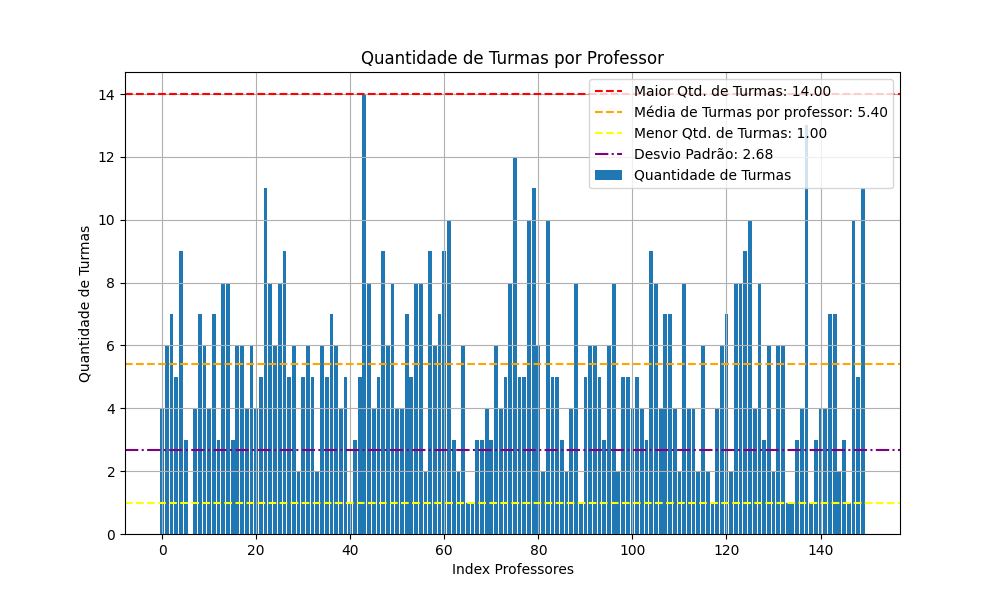 Quantidade de Turmas por Professor
Maior Qtd. de Turmas: 14.00
Média de Turmas por professor: 5.40
Menor Qtd. de Turmas: 1.00
Desvio Padrão: 2.68
Quantidade de Turmas
Quantidade de Turmas
14
12
10
8
6
4
2
0
0 20 40 60 80 100 120 140
Index Professores